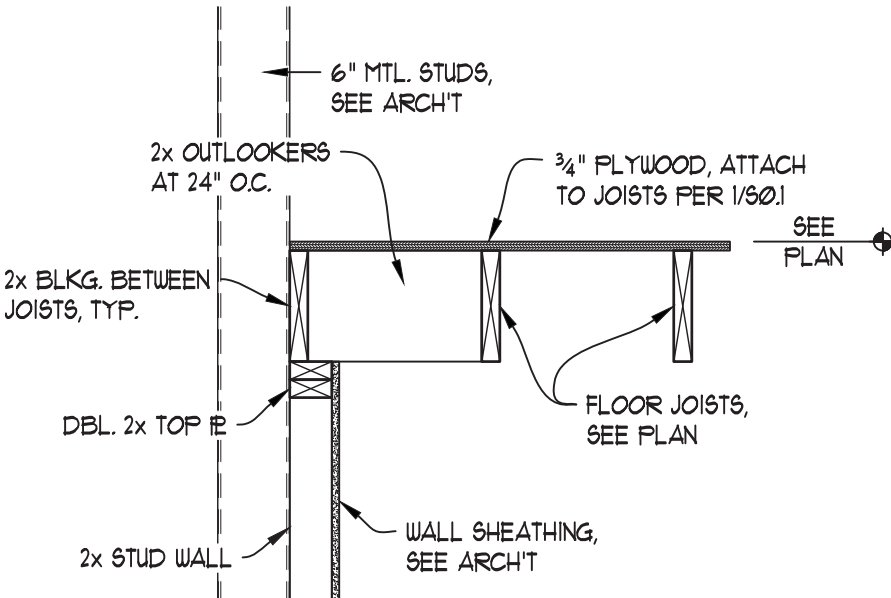 6" MTL. STUDS,
SEE ARCH'T
2x OUTLOOKERS
AT 24" O.C.
3/4" PLYWOOD, ATTACH
TO JOISTS PER 1/SØ.1
SEE
PLAN
2x BLKG. BETWEEN
JOISTS, TYP.
DBL. 2x TOP PL
FLOOR JOISTS,
SEE PLAN
WALL SHEATHING,
SEE ARCH'T
2x STUD WALL